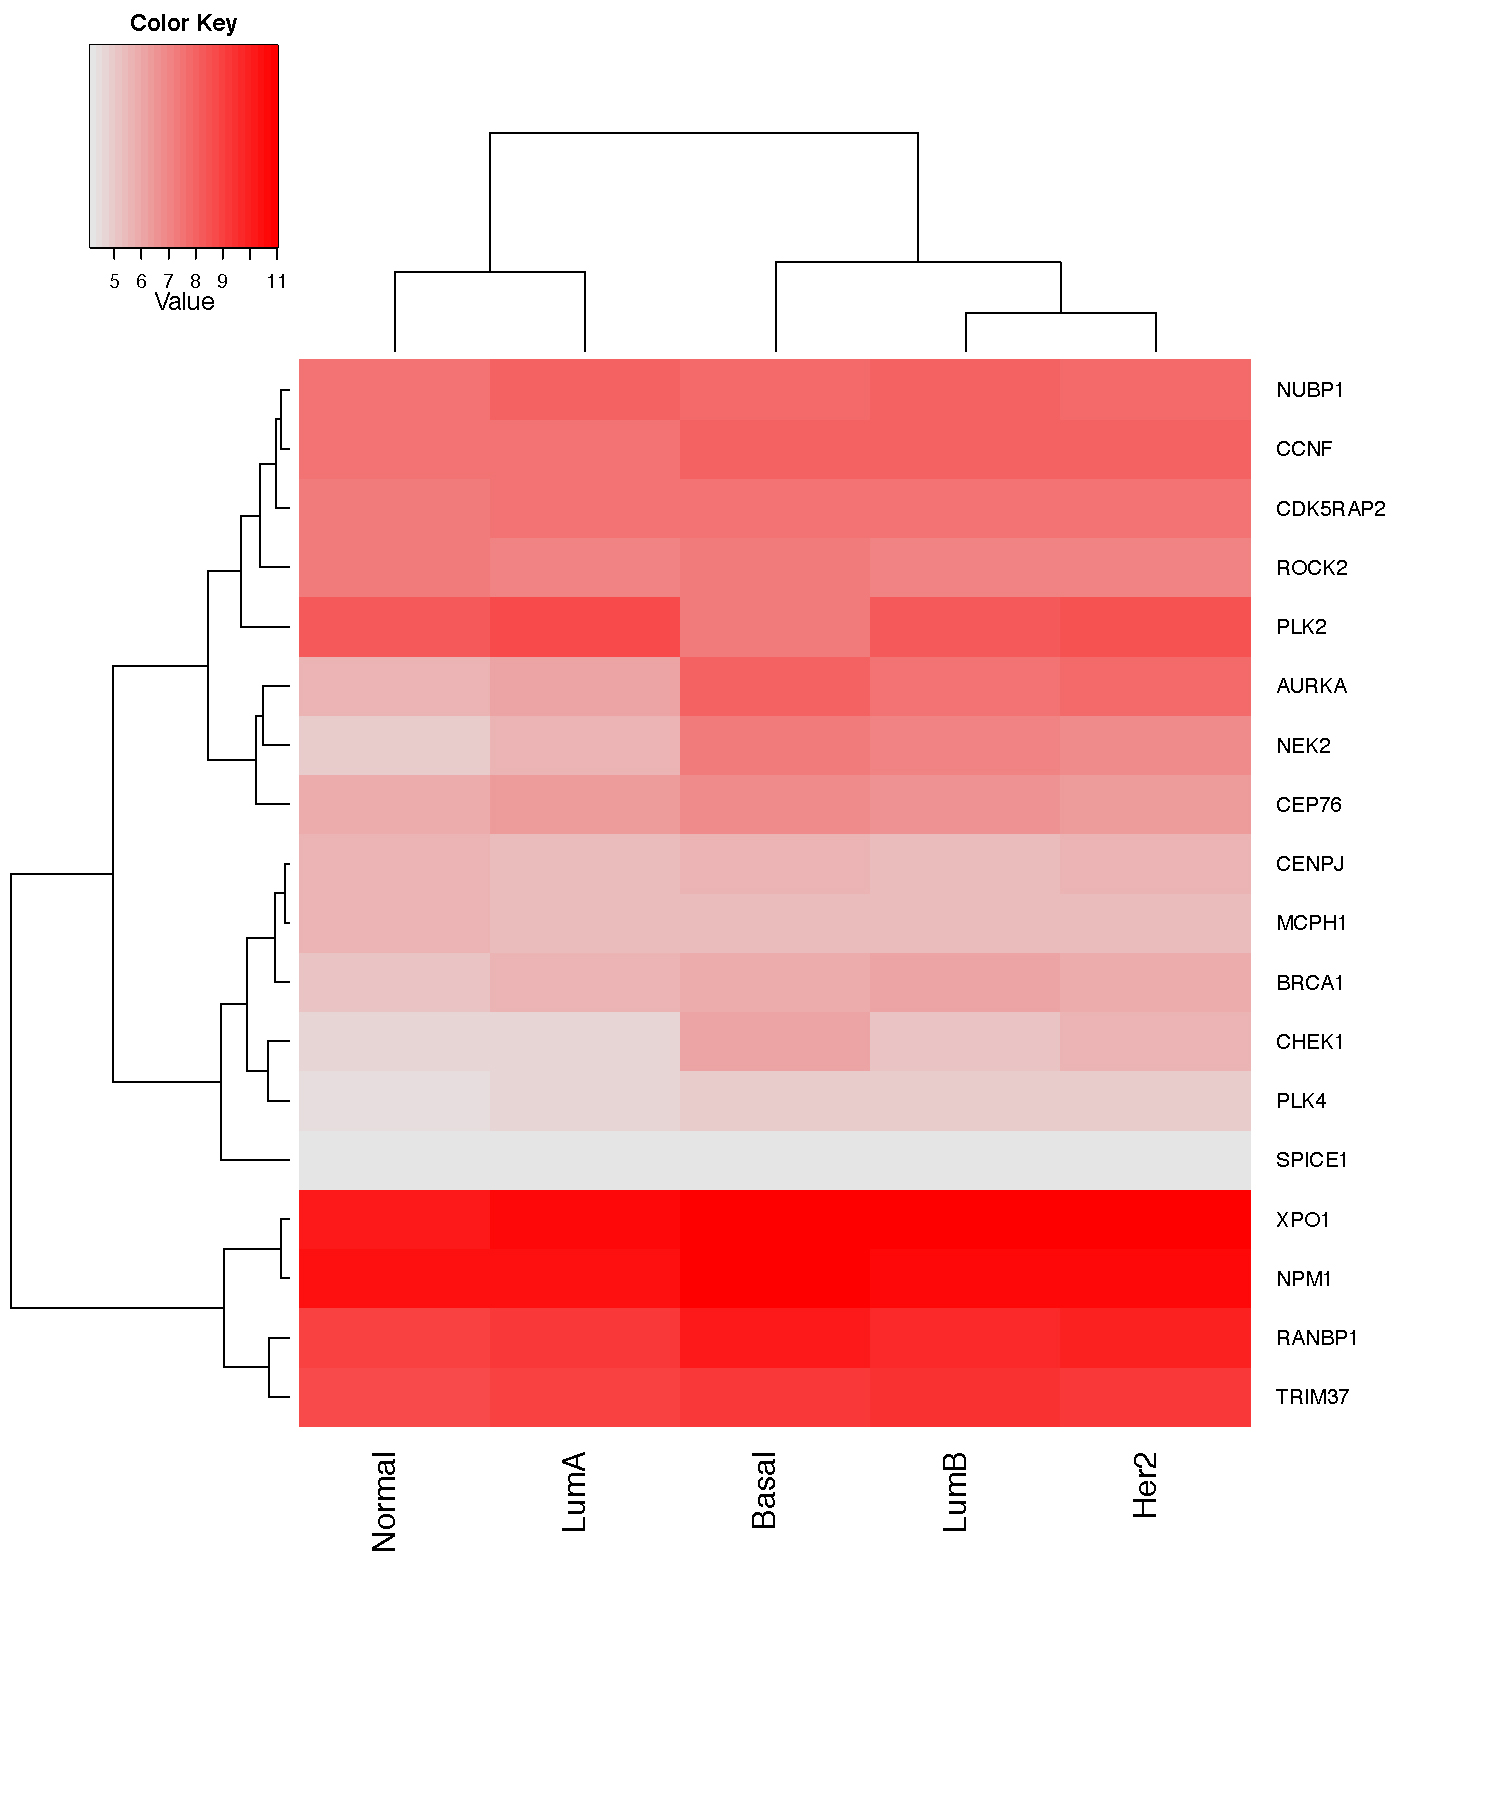 Color Key
5 6 7 8 9 11
Value
NUBP1
CCNF
CDK5RAP2
ROCK2
PLK2
AURKA
NEK2
CEP76
CENPJ
MCPH1
BRCA1
CHEK1
PLK4
SPICE1
XPO1
NPM1
RANBP1
TRIM37
Normal
LumA
Basal
LumB
Her2